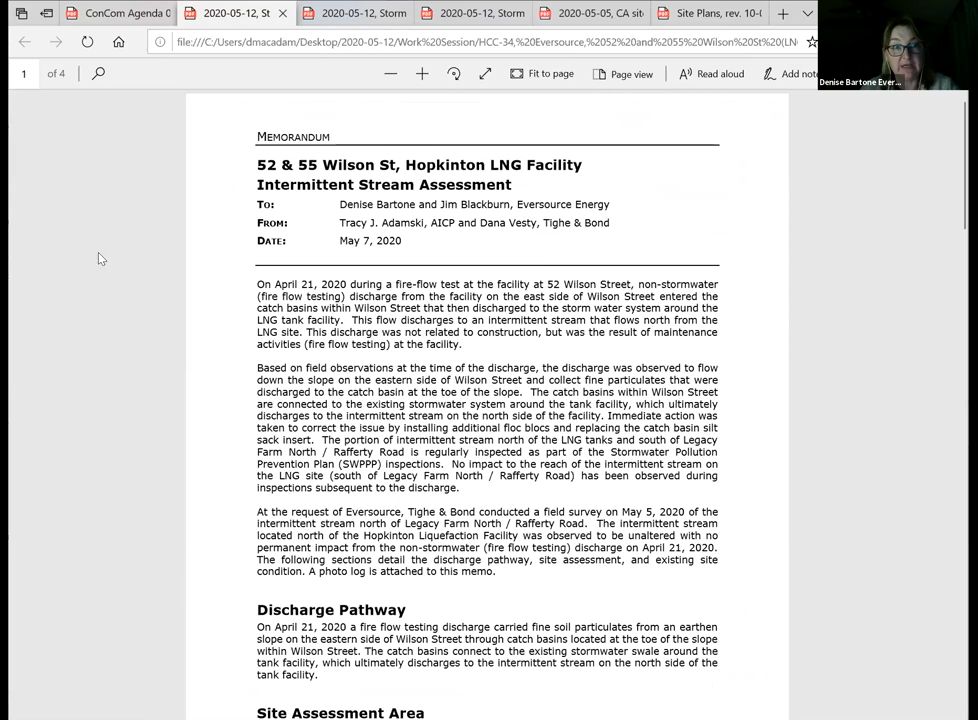 ConCom Agenda 0
2020-05-12, St
2020-05-12, Storm
2020-05-12, Storm
2020-05-05, CA sit
Site Plans, rev. 10-
file:///C:/Users/dmacadam/Desktop/2020-05-12/Work%20Session/HCC-34,%20Eversource,%2052%20and%2055%20Wilson%20St%20(LN
1 of 4
Fit to page
Page view
Read aloud
Add note
Denise Bartone Ever...
MEMORANDUM
52 & 55 Wilson St, Hopkinton LNG Facility
Intermittent Stream Assessment
TO: Denise Bartone and Jim Blackburn, Eversource Energy
FROM: Tracy J. Adamski, AICP and Dana Vesty, Tighe & Bond
DATE: May 7, 2020
On April 21, 2020 during a fire-flow test at the facility at 52 Wilson Street, non-stormwater
(fire flow testing) discharge from the facility on the east side of Wilson Street entered the
catch basins within Wilson Street that then discharged to the storm water system around the
LNG tank facility. This flow discharges to an intermittent stream that flows north from the
LNG site. This discharge was not related to construction, but was the result of maintenance
activities (fire flow testing) at the facility.
Based on field observations at the time of the discharge, the discharge was observed to flow
down the slope on the eastern side of Wilson Street and collect fine particulates that were
discharged to the catch basin at the toe of the slope. The catch basins within Wilson Street
are connected to the existing stormwater system around the tank facility, which ultimately
discharges to the intermittent stream on the north side of the facility. Immediate action was
taken to correct the issue by installing additional floc blocs and replacing the catch basin silt
sack insert. The portion of intermittent stream north of the LNG tanks and south of Legacy
Farm North / Rafferty Road is regularly inspected as part of the Stormwater Pollution
Prevention Plan (SWPPP) inspections. No impact to the reach of the intermittent stream on
the LNG site (south of Legacy Farm North / Rafferty Road) has been observed during
inspections subsequent to the discharge.
At the request of Eversource, Tighe & Bond conducted a field survey on May 5, 2020 of the
intermittent stream north of Legacy Farm North / Rafferty Road. The intermittent stream
located north of the Hopkinton Liquefaction Facility was observed to be unaltered with no
permanent impact from the non-stormwater (fire flow testing) discharge on April 21, 2020.
The following sections detail the discharge pathway, site assessment, and existing site
condition. A photo log is attached to this memo.
Discharge Pathway
On April 21, 2020 a fire flow testing discharge carried fine soil particulates from an earthen
slope on the eastern side of Wilson Street through catch basins located at the toe of the slope
within Wilson Street. The catch basins connect to the existing stormwater swale around the
tank facility, which ultimately discharges to the intermittent stream on the north side of the
tank facility.
Site Assessment Area